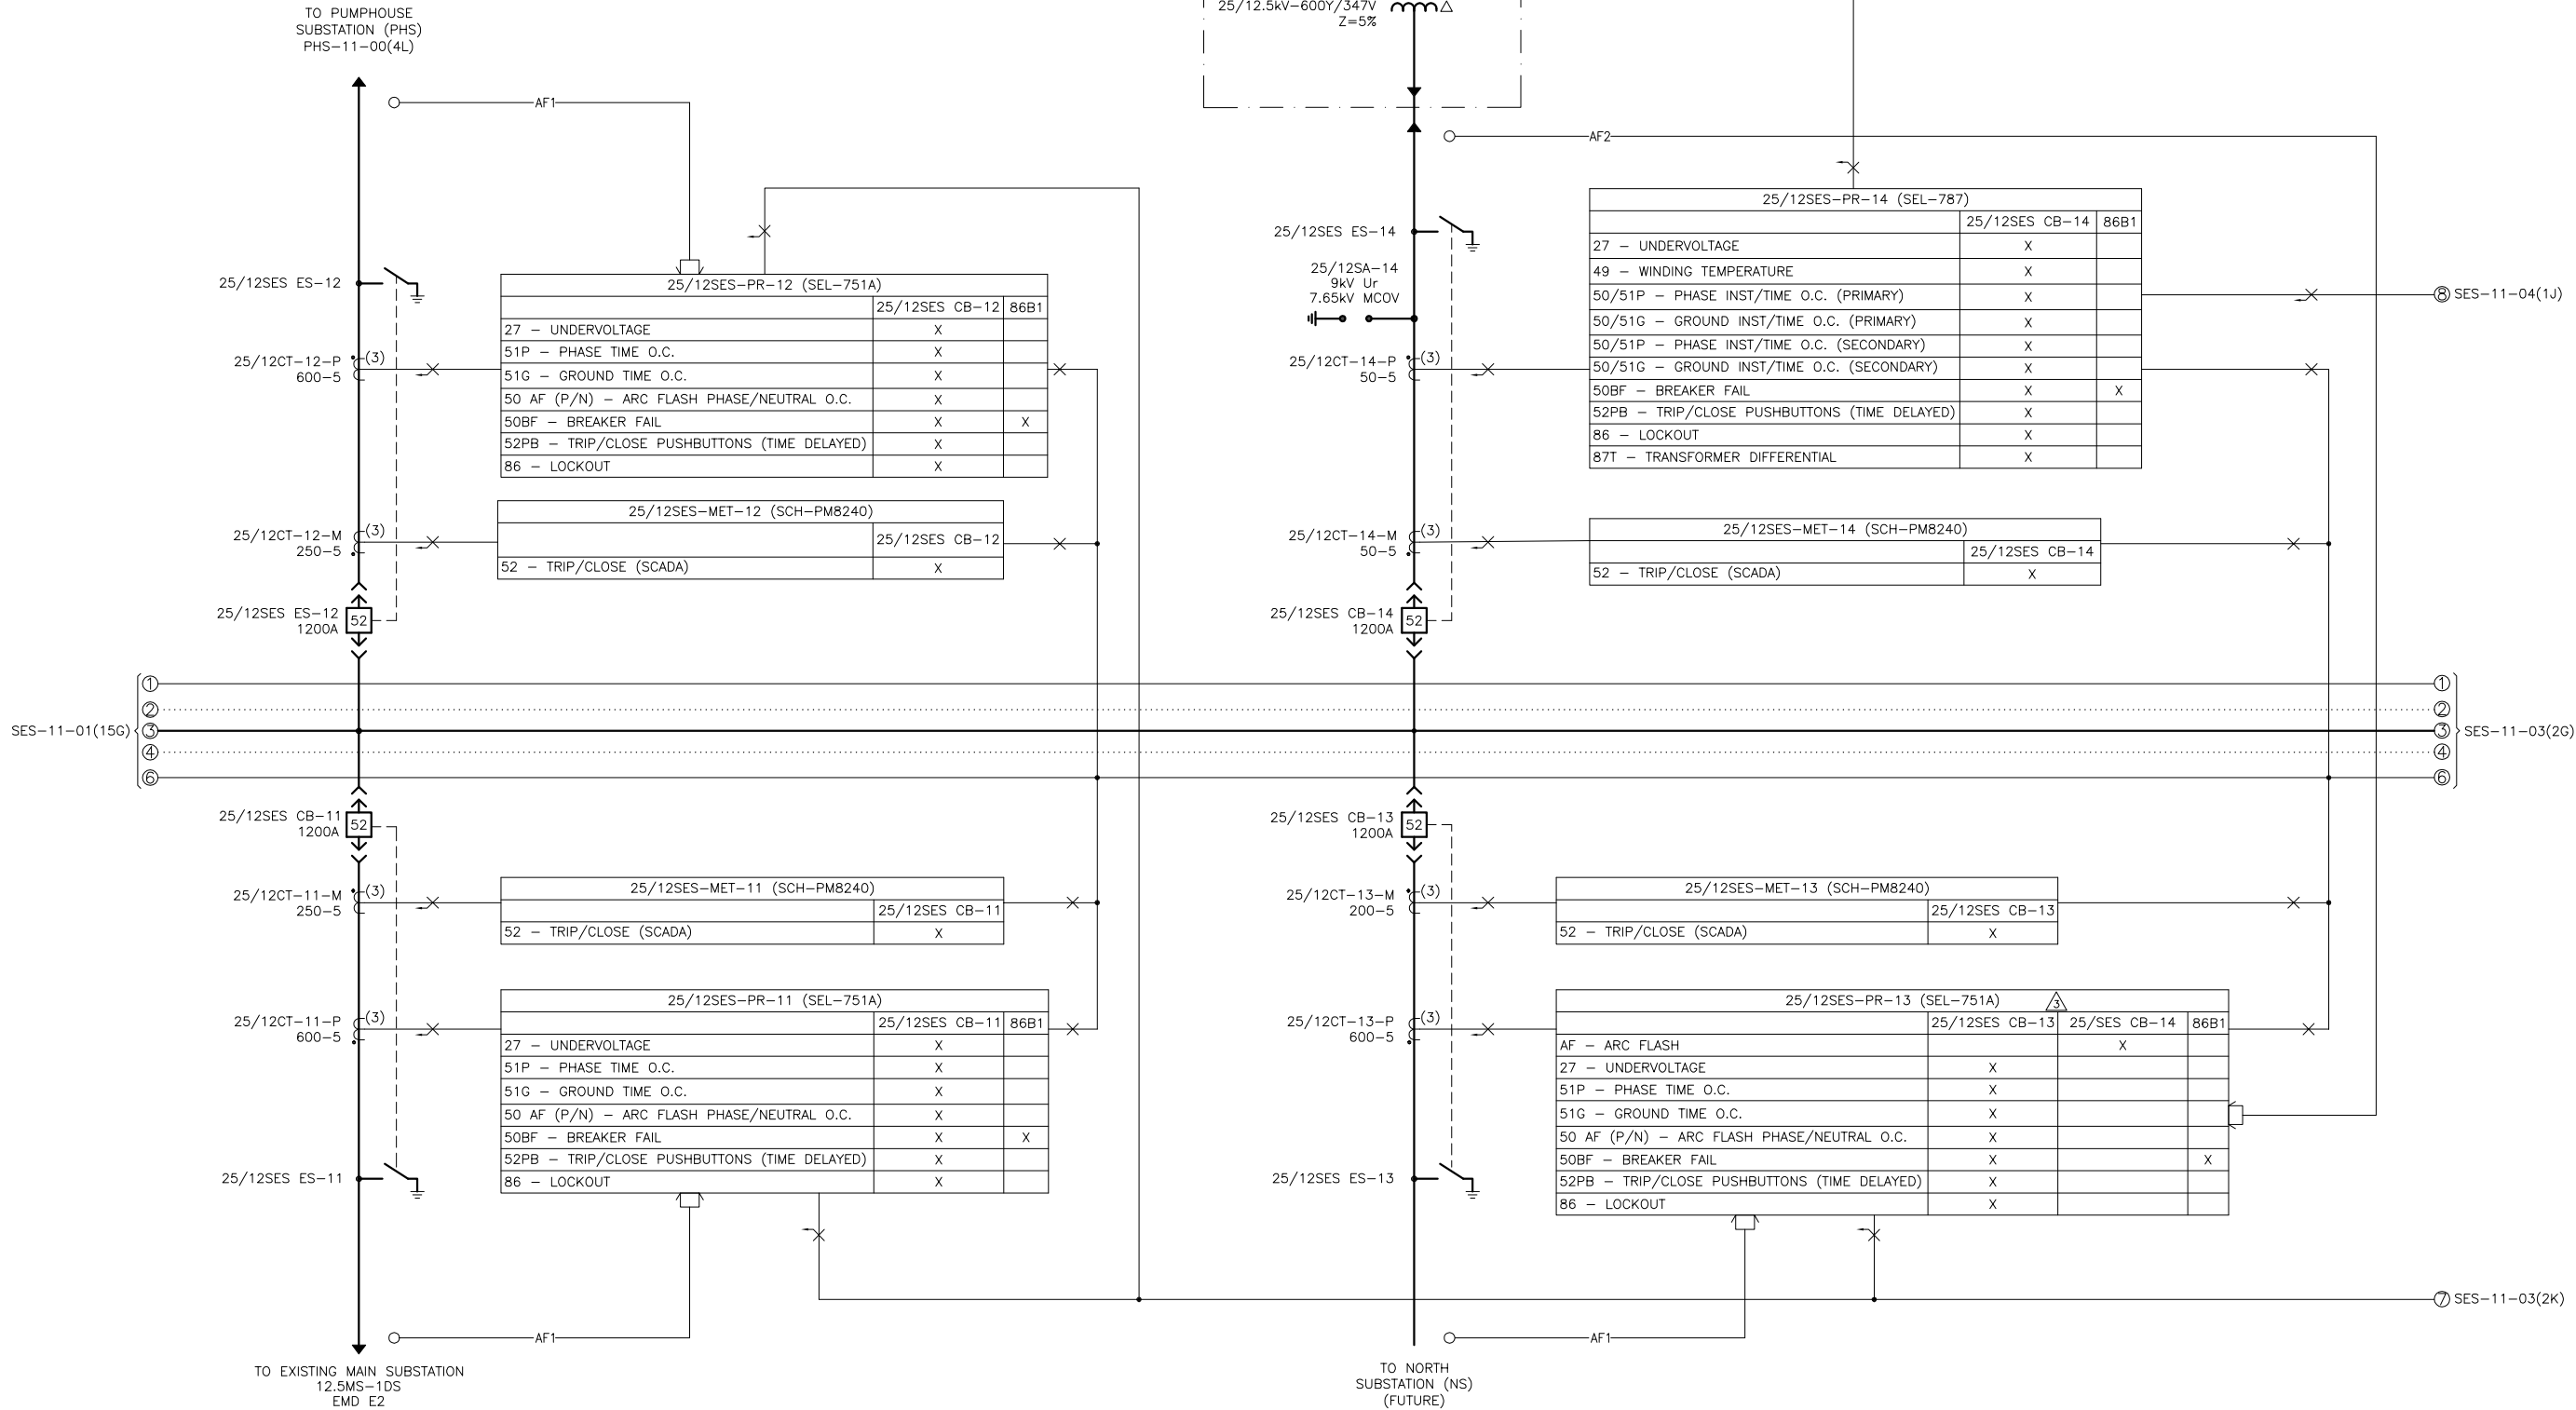 TO PUMPHOUSE
SUBSTATION (PHS)
PHS-11-00(4L)
25/12.5kV-600Y/347V
Z=5%
AF1
AF2
25/12SES ES-12
25/12CT-12-P
600-5
(3)
25/12SES-PR-12 (SEL-751A)
25/12SES CB-12 86B1
27 - UNDERVOLTAGE X
51P - PHASE TIME O.C. X
51G - GROUND TIME O.C. X
50 AF (P/N) - ARC FLASH PHASE/NEUTRAL O.C. X
50BF - BREAKER FAIL X X
52PB - TRIP/CLOSE PUSHBUTTONS (TIME DELAYED) X
86 - LOCKOUT X
25/12CT-12-M
250-5
(3)
25/12SES-MET-12 (SCH-PM8240)
25/12SES CB-12
52 - TRIP/CLOSE (SCADA) X
25/12SES ES-12
1200A
52
25/12SES ES-14
25/12SA-14
9kV Ur
7.65kV MCOV
25/12CT-14-P
50-5
(3)
25/12SES-PR-14 (SEL-787)
25/12SES CB-14 86B1
27 - UNDERVOLTAGE X
49 - WINDING TEMPERATURE X
50/51P - PHASE INST/TIME O.C. (PRIMARY) X
50/51G - GROUND INST/TIME O.C. (PRIMARY) X
50/51P - PHASE INST/TIME O.C. (SECONDARY) X
50/51G - GROUND INST/TIME O.C. (SECONDARY) X
50BF - BREAKER FAIL X X
52PB - TRIP/CLOSE PUSHBUTTONS (TIME DELAYED) X
86 - LOCKOUT X
87T - TRANSFORMER DIFFERENTIAL X
8 SES-11-04(1J)
25/12CT-14-M
50-5
(3)
25/12SES-MET-14 (SCH-PM8240)
25/12SES CB-14
52 - TRIP/CLOSE (SCADA) X
25/12SES CB-14
1200A
52
SES-11-01(15G)
1
2
3
4
6
1
2
3
4
6
SES-11-03(2G)
25/12SES CB-11
1200A
52
25/12CT-11-M
250-5
(3)
25/12SES-MET-11 (SCH-PM8240)
25/12SES CB-11
52 - TRIP/CLOSE (SCADA) X
25/12CT-11-P
600-5
(3)
25/12SES-PR-11 (SEL-751A)
25/12SES CB-11 86B1
27 - UNDERVOLTAGE X
51P - PHASE TIME O.C. X
51G - GROUND TIME O.C. X
50 AF (P/N) - ARC FLASH PHASE/NEUTRAL O.C. X
50BF - BREAKER FAIL X X
52PB - TRIP/CLOSE PUSHBUTTONS (TIME DELAYED) X
86 - LOCKOUT X
25/12SES ES-11
AF1
TO EXISTING MAIN SUBSTATION
12.5MS-1DS
EMD E2
25/12SES CB-13
1200A
52
25/12CT-13-M
200-5
(3)
25/12SES-MET-13 (SCH-PM8240)
25/12SES CB-13
52 - TRIP/CLOSE (SCADA) X
25/12CT-13-P
600-5
(3)
25/12SES-PR-13 (SEL-751A) 3
25/12SES CB-13 25/SES CB-14 86B1
AF - ARC FLASH X
27 - UNDERVOLTAGE X
51P - PHASE TIME O.C. X
51G - GROUND TIME O.C. X
50 AF (P/N) - ARC FLASH PHASE/NEUTRAL O.C. X
50BF - BREAKER FAIL X X
52PB - TRIP/CLOSE PUSHBUTTONS (TIME DELAYED) X
86 - LOCKOUT X
25/12SES ES-13
7 SES-11-03(2K)
AF1
TO NORTH
SUBSTATION (NS)
(FUTURE)